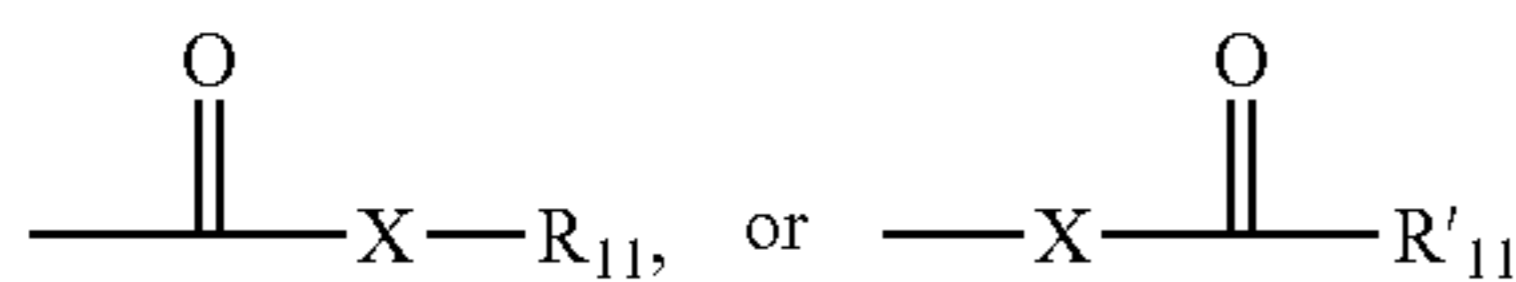 O O
X—R₁₁, or X R′₁₁